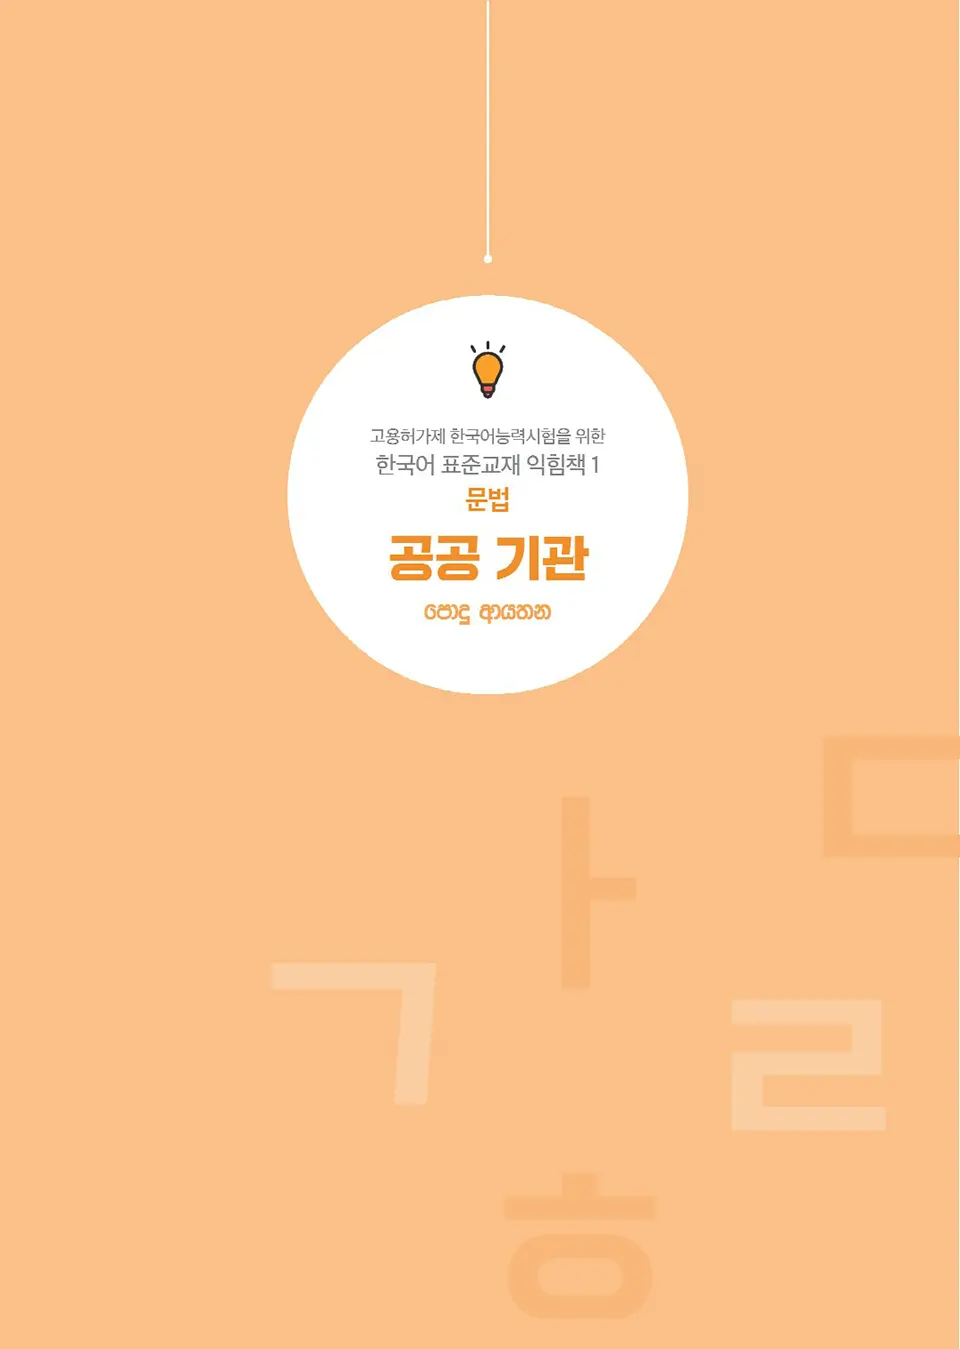 고용허가제 한국어능력시험을 위한
한국어 표준교재 익힘책 1
문법
공공 기관
පොදු ආයතන
ㅁ
ㅏ
ㄱ
ㄹ
ㅎ